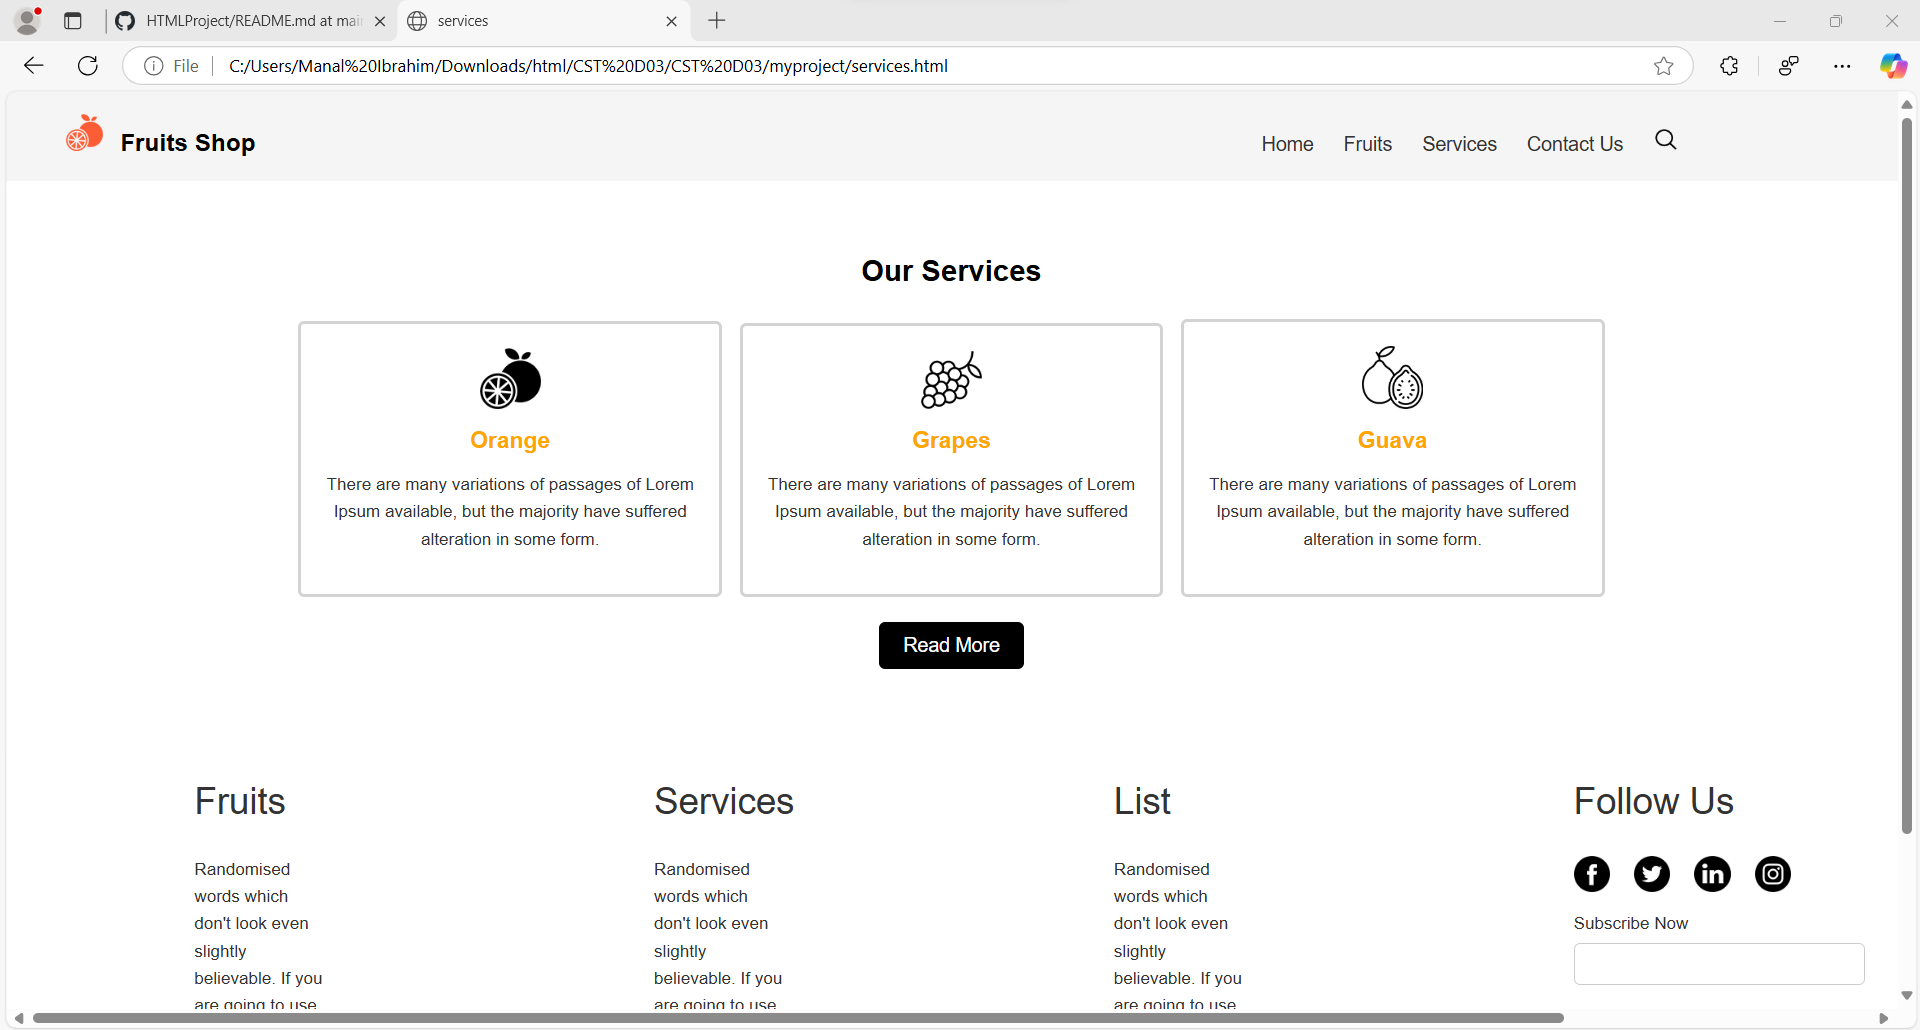 HTMLProject/README.md at mai
services
File
C:/Users/Manal%20Ibrahim/Downloads/html/CST%20D03/CST%20D03/myproject/services.html
Fruits Shop
Home
Fruits
Services
Contact Us
Our Services
Orange
There are many variations of passages of Lorem
Ipsum available, but the majority have suffered
alteration in some form.
Grapes
There are many variations of passages of Lorem
Ipsum available, but the majority have suffered
alteration in some form.
Guava
There are many variations of passages of Lorem
Ipsum available, but the majority have suffered
alteration in some form.
Read More
Fruits
Randomised
words which
don't look even
slightly
believable. If you
are going to use
Services
Randomised
words which
don't look even
slightly
believable. If you
are going to use
List
Randomised
words which
don't look even
slightly
believable. If you
are going to use
Follow Us
Subscribe Now